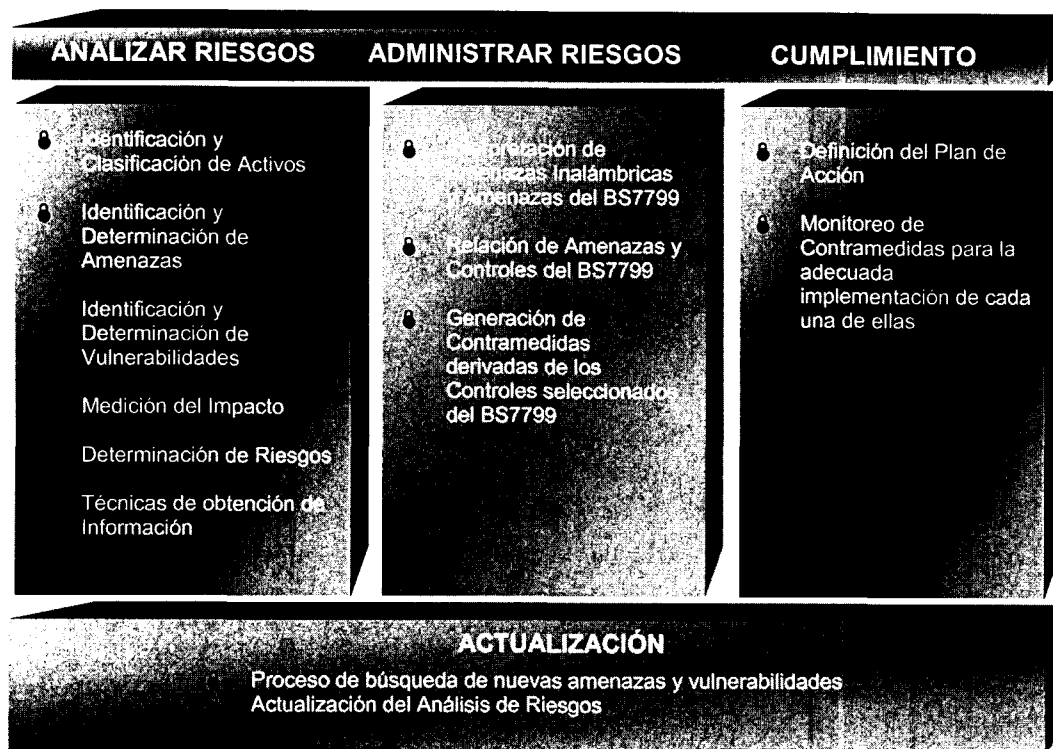 ANALIZAR RIESGOS
ADMINISTRAR RIESGOS
CUMPLIMIENTO
Identificación y
Clasificación de Activos
Identificación y
Determinación de
Amenazas
Identificación y
Determinación de
Vulnerabilidades
Medición del Impacto
Determinación de Riesgos
Técnicas de obtención de
Información
Interpretación de
Amenazas Inalámbricas
y Amenazas del BS7799
Relación de Amenazas y
Controles del BS7799
Generación de
Contramedidas
derivadas de los
Controles seleccionados
del BS7799
Definición del Plan de
Acción
Monitoreo de
Contramedidas para la
adecuada
implementación de cada
una de ellas
ACTUALIZACIÓN
Proceso de búsqueda de nuevas amenazas y vulnerabilidades
Actualización del Análisis de Riesgos